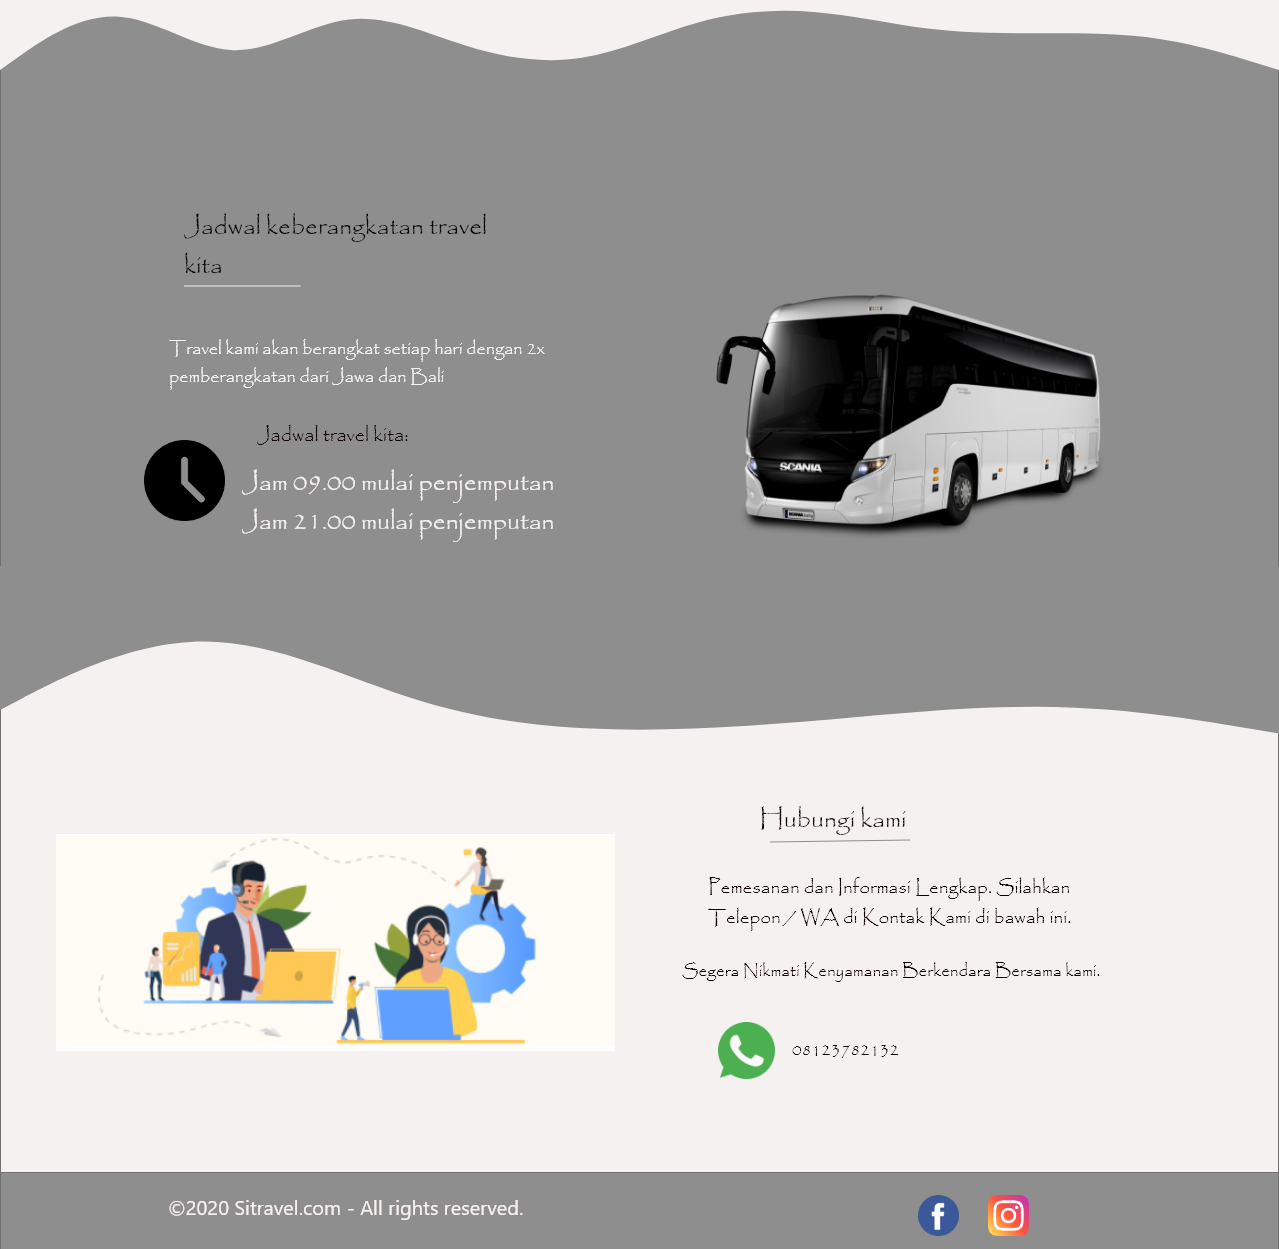 Jadwal keberangkatan travel
kita
Travel kami akan berangkat setiap hari dengan 2x
pemberangkatan dari Jawa dan Bali
Jadwal travel kita:
Jam 09.00 mulai penjemputan
Jam 21.00 mulai penjemputan
SCANIA
Hubungi kami
Pemesanan dan Informasi Lengkap. Silahkan
Telepon / WA di Kontak Kami di bawah ini.
Segera Nikmati Kenyamanan Berkendara Bersama kami.
08123782132
©2020 Sitravel.com - All rights reserved.